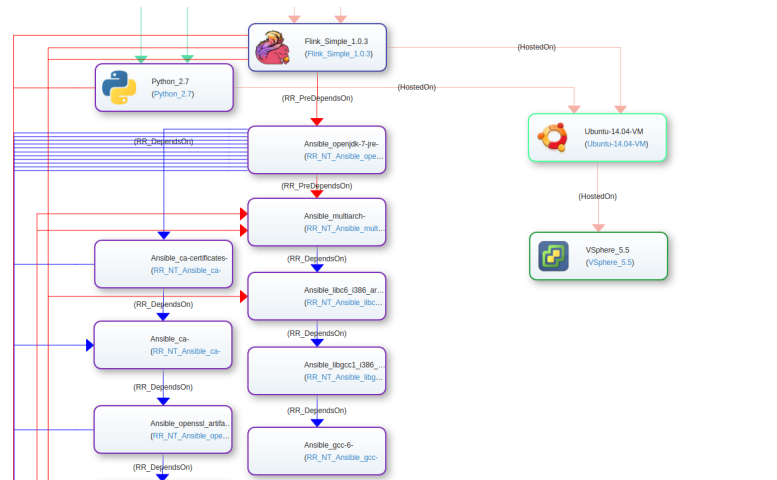 Flink_Simple_1.0.3
(Flink_Simple_1.0.3)
(HostedOn)
Python_2.7
(Python_2.7)
(HostedOn)
(RR_PreDependsOn)
Ansible_openjdk-7-jre-
(RR_NT_Ansible_ope...
(RR_DependsOn)
Ubuntu-14.04-VM
(Ubuntu-14.04-VM)
(RR_PreDependsOn)
(HostedOn)
Ansible_multiarch-
(RR_NT_Ansible_mult...
Ansible_ca-certificates-
(RR_NT_Ansible_ca-
(RR_DependsOn)
VSphere_5.5
(VSphere_5.5)
Ansible_libc6_i386_ar...
(RR_NT_Ansible_libc...
(RR_DependsOn)
Ansible_ca-
(RR_NT_Ansible_ca-
(RR_DependsOn)
Ansible_libgcc1_i386_...
(RR_NT_Ansible_libg...
(RR_DependsOn)
Ansible_openssl_artifa...
(RR_NT_Ansible_ope...
(RR_DependsOn)
Ansible_gcc-6-
(RR_NT_Ansible_gcc-
(RR_DependsOn)